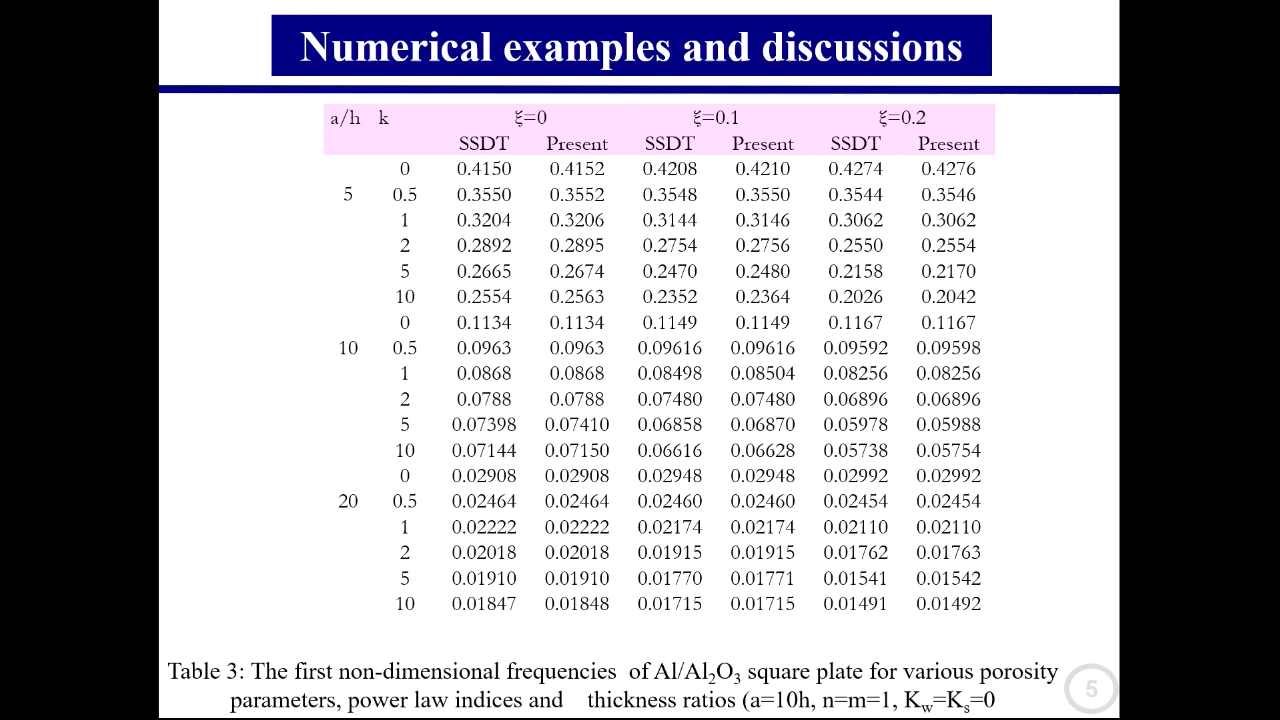 Numerical examples and discussions
a/h k ξ=0 ξ=0.1 ξ=0.2
SSDT Present SSDT Present SSDT Present
0 0.4150 0.4152 0.4208 0.4210 0.4274 0.4276
5 0.5 0.3550 0.3552 0.3548 0.3550 0.3544 0.3546
1 0.3204 0.3206 0.3144 0.3146 0.3062 0.3062
2 0.2892 0.2895 0.2754 0.2756 0.2550 0.2554
5 0.2665 0.2674 0.2470 0.2480 0.2158 0.2170
10 0.2554 0.2563 0.2352 0.2364 0.2026 0.2042
0 0.1134 0.1134 0.1149 0.1149 0.1167 0.1167
10 0.5 0.0963 0.0963 0.09616 0.09616 0.09592 0.09598
1 0.0868 0.0868 0.08498 0.08504 0.08256 0.08256
2 0.0788 0.0788 0.07480 0.07480 0.06896 0.06896
5 0.07398 0.07410 0.06858 0.06870 0.05978 0.05988
10 0.07144 0.07150 0.06616 0.06628 0.05738 0.05754
0 0.02908 0.02908 0.02948 0.02948 0.02992 0.02992
20 0.5 0.02464 0.02464 0.02460 0.02460 0.02454 0.02454
1 0.02222 0.02222 0.02174 0.02174 0.02110 0.02110
2 0.02018 0.02018 0.01915 0.01915 0.01762 0.01763
5 0.01910 0.01910 0.01770 0.01771 0.01541 0.01542
10 0.01847 0.01848 0.01715 0.01715 0.01491 0.01492
Table 3: The first non-dimensional frequencies of Al/Al₂O₃ square plate for various porosity
parameters, power law indices and thickness ratios (a=10h, n=m=1, Kw=Ks=0
5